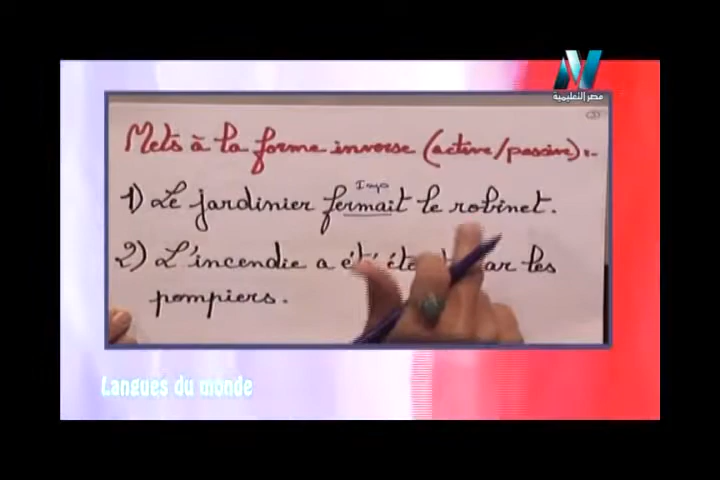 مصر التعليمية
Mets à la forme inverse (active/passive) :-
Imp
1) Le jardinier fermait le robinet.
2) L'incendie a été les
pompiers.
Langues du monde